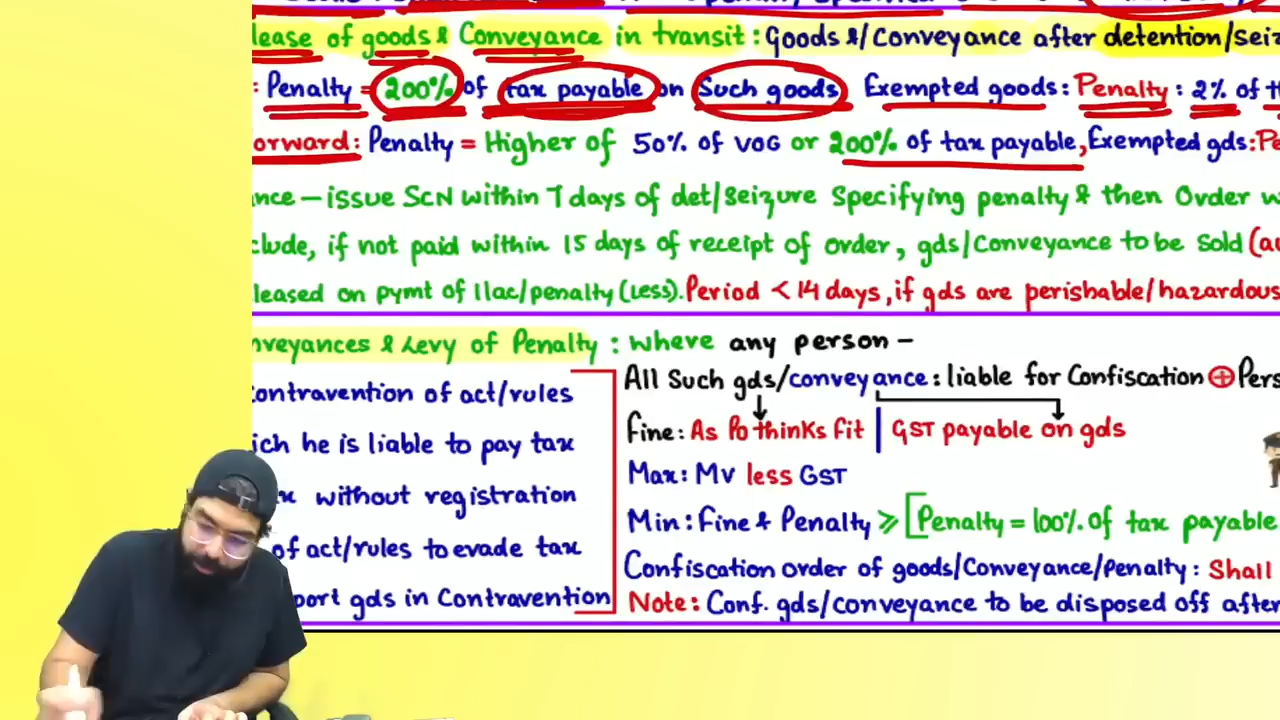 lease of goods & Conveyance in transit: Goods &/Conveyance after detention/seiz
: Penalty = 200% of tax payable on Such goods Exempted goods: Penalty: 2% of
orward: Penalty = Higher of 50% of VOG or 200% of tax payable, Exempted gds: Pe
nce – issue SCN within 7 days of det/seizure Specifying penalty & then Order w
clude, if not paid within 15 days of receipt of order, gds/Conveyance to be Sold (au
leased on pymt of 1lac/penalty (less). Period < 14 days, if gds are perishable/hazardous
nveyances & Levy of Penalty : where any person –
contravention of act/rules
ich he is liable to pay tax
x without registration
of act/rules to evade tax
port gds in Contravention
All Such gds/conveyance: liable for Confiscation ⊕ Pers
fine: As Po thinks fit | GST payable on gds
Max: MV less GST
Min: Fine & Penalty ≥ [Penalty = 100% of tax payable
Confiscation order of goods/Conveyance/Penalty: Shall
Note: Conf. gds/conveyance to be disposed off after